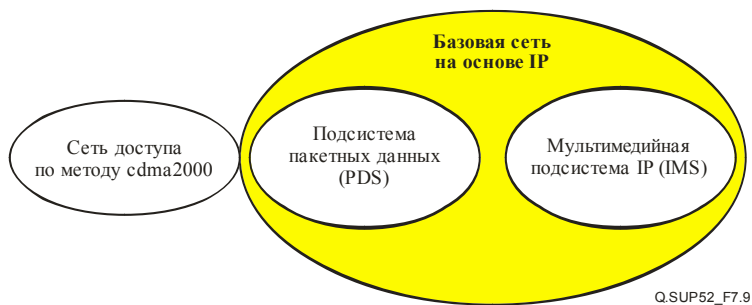 Базовая сеть
на основе IP
Сеть доступа
по методу cdma2000
Подсистема
пакетных данных
(PDS)
Мультимедийная
подсистема IP (IMS)
Q.SUP52_F7.9